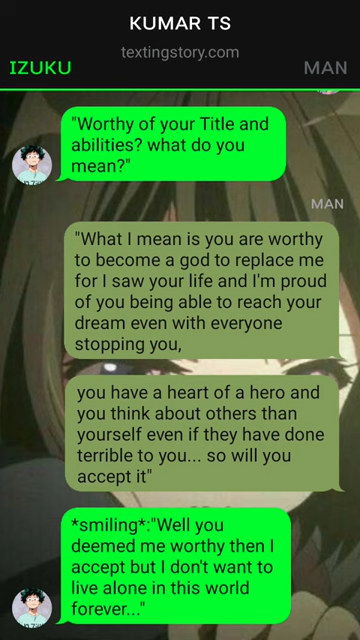 KUMAR TS
textingstory.com
IZUKU
MAN
"Worthy of your Title and
abilities? what do you
mean?"
MAN
"What I mean is you are worthy
to become a god to replace me
for I saw your life and I'm proud
of you being able to reach your
dream even with everyone
stopping you,
you have a heart of a hero and
you think about others than
yourself even if they have done
terrible to you... so will you
accept it"
*smiling*:"Well you
deemed me worthy then I
accept but I don't want to
live alone in this world
forever..."